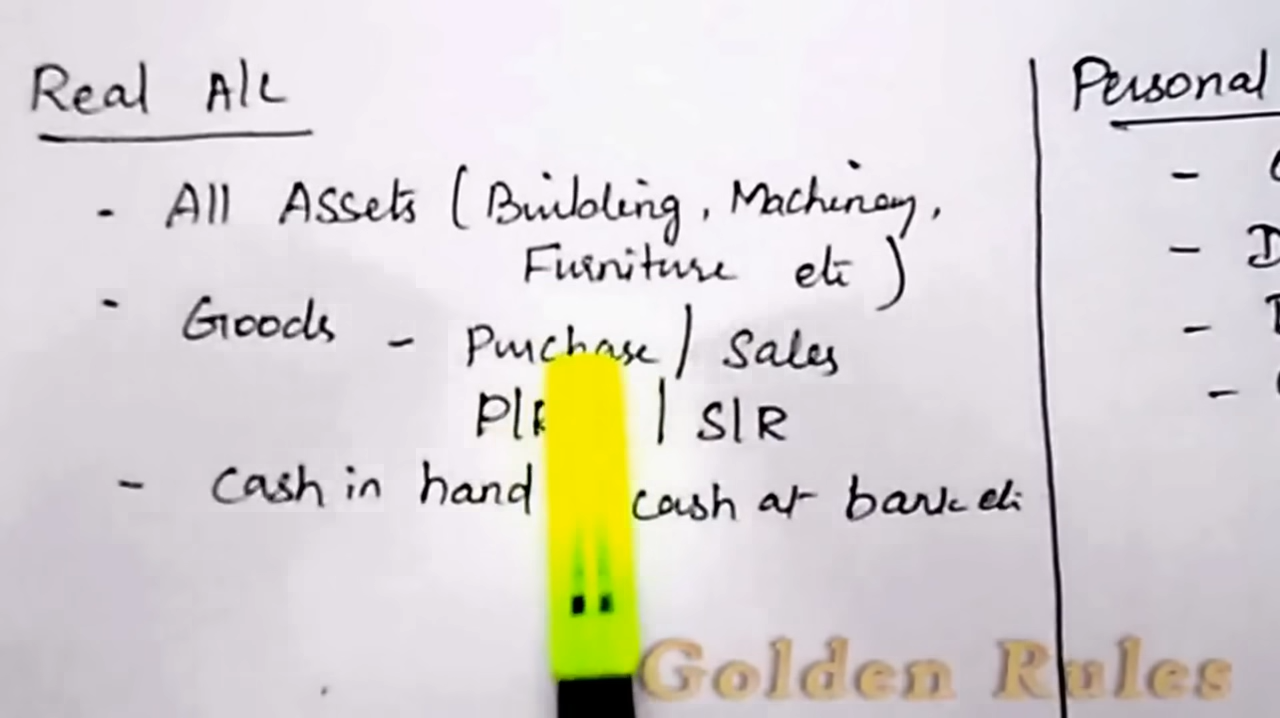 Real A/c
- All Assets (Building, Machinery,
Furniture etc)
- Goods - Purchase / Sales
P/R / S/R
- Cash in hand cash at bank etc
Personal
Golden Rules